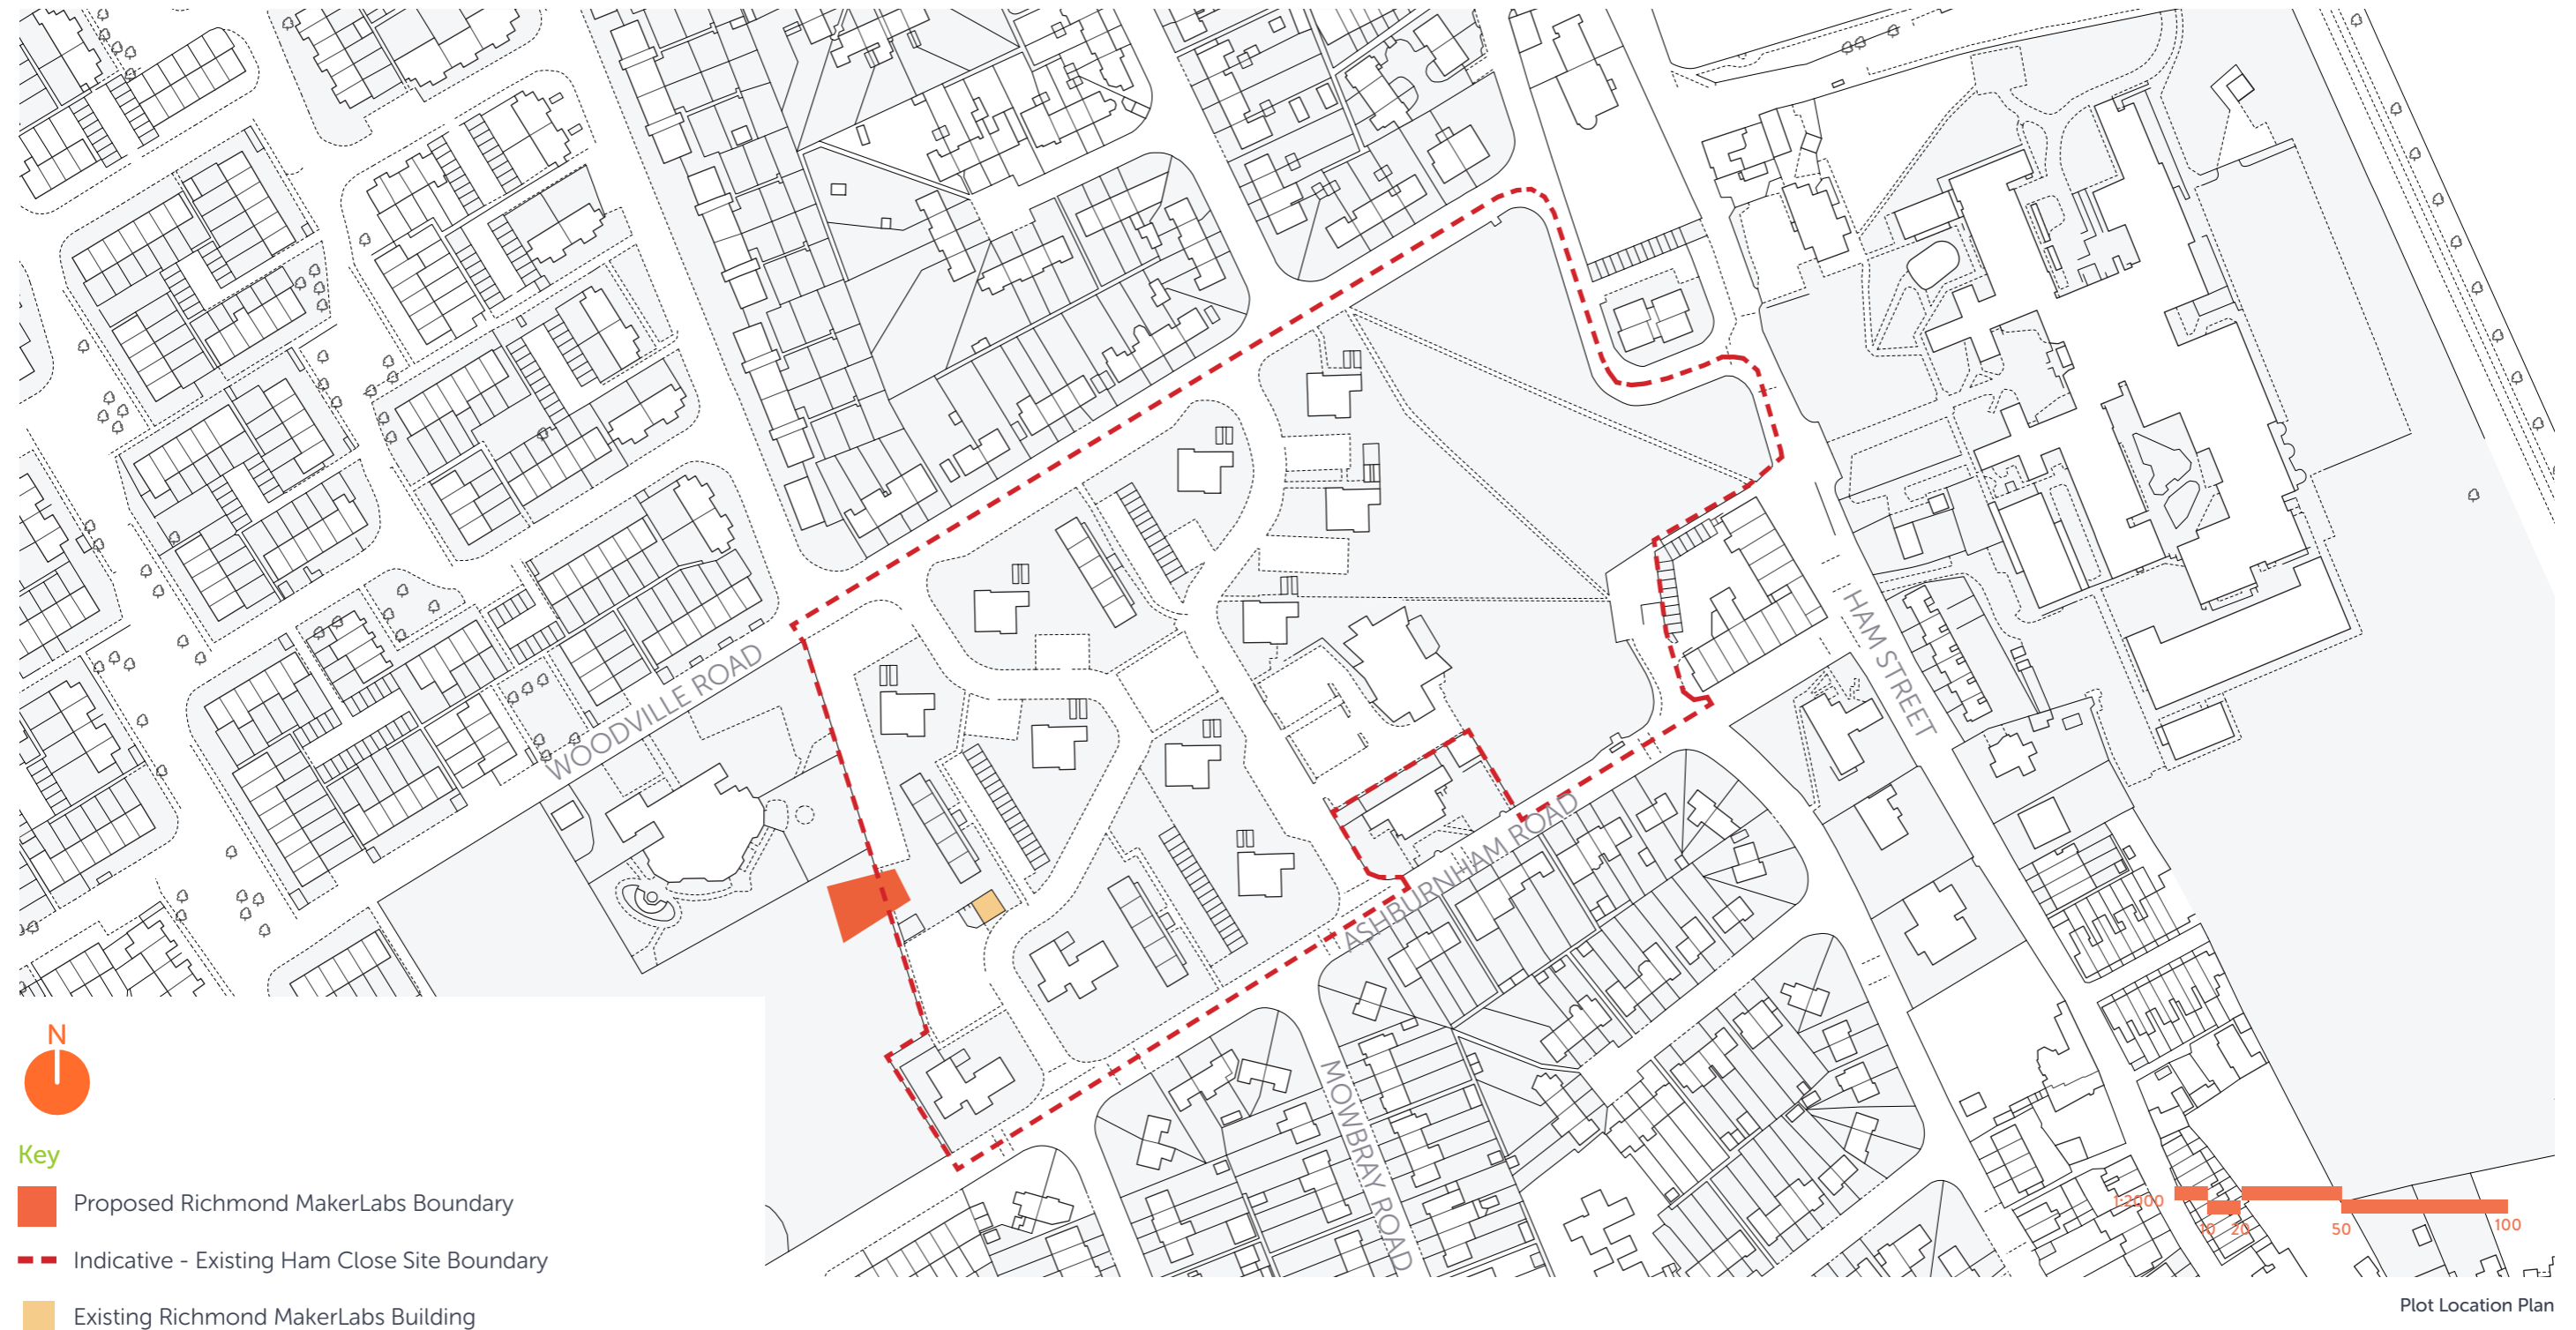 WOODVILLE ROAD
HAM STREET
ASHBURNHAM ROAD
MOWBRAY ROAD
N
Key
Proposed Richmond MakerLabs Boundary
Indicative - Existing Ham Close Site Boundary
Existing Richmond MakerLabs Building
1:2000
10 20 50 100
Plot Location Plan